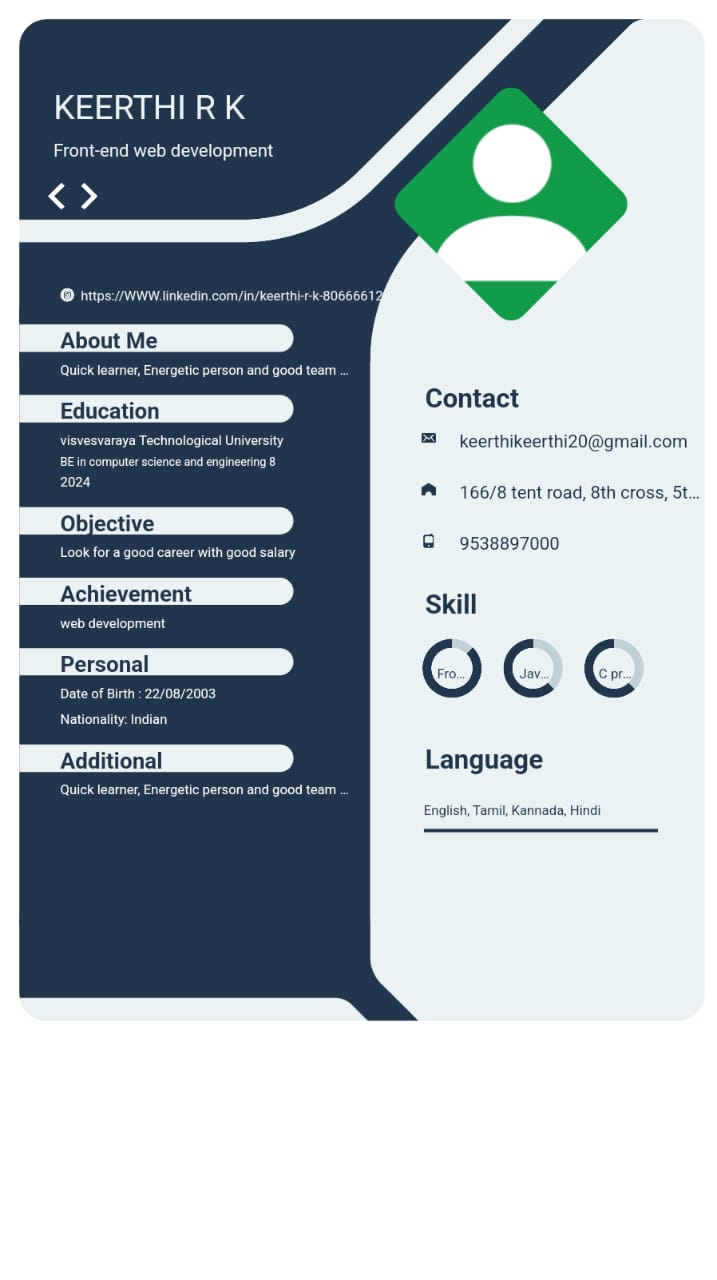 KEERTHI R K
Front-end web development
https://WWW.linkedin.com/in/keerthi-r-k-80666612
About Me
Quick learner, Energetic person and good team ...
Education
visvesvaraya Technological University
BE in computer science and engineering 8
2024
Objective
Look for a good career with good salary
Achievement
web development
Personal
Date of Birth : 22/08/2003
Nationality: Indian
Additional
Quick learner, Energetic person and good team ...
Contact
keerthikeerthi20@gmail.com
166/8 tent road, 8th cross, 5t...
9538897000
Skill
Fro... Jav... C pr...
Language
English, Tamil, Kannada, Hindi